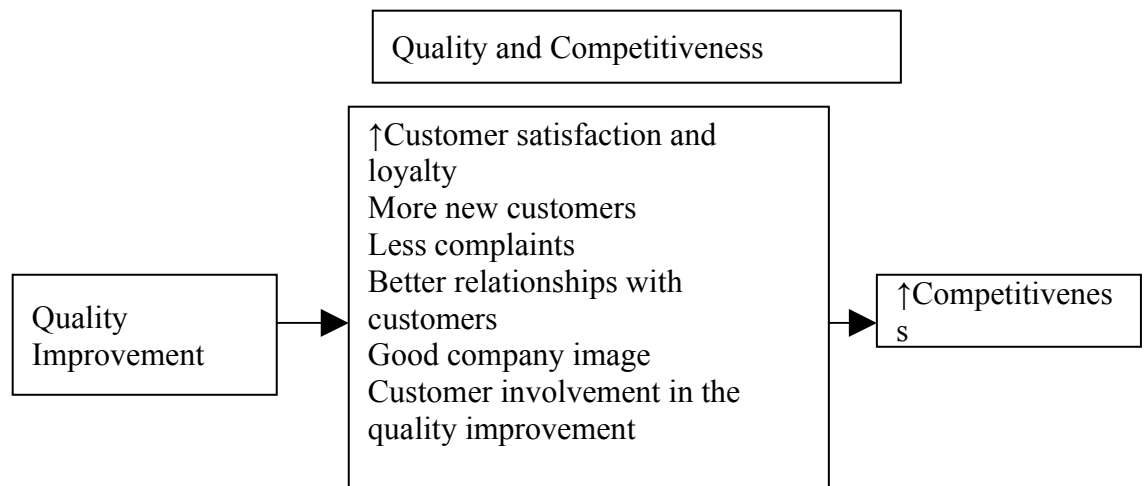 Quality and Competitiveness
↑Customer satisfaction and
loyalty
More new customers
Less complaints
Better relationships with
customers
Good company image
Customer involvement in the
quality improvement
Quality
Improvement
↑Competitivenes
s